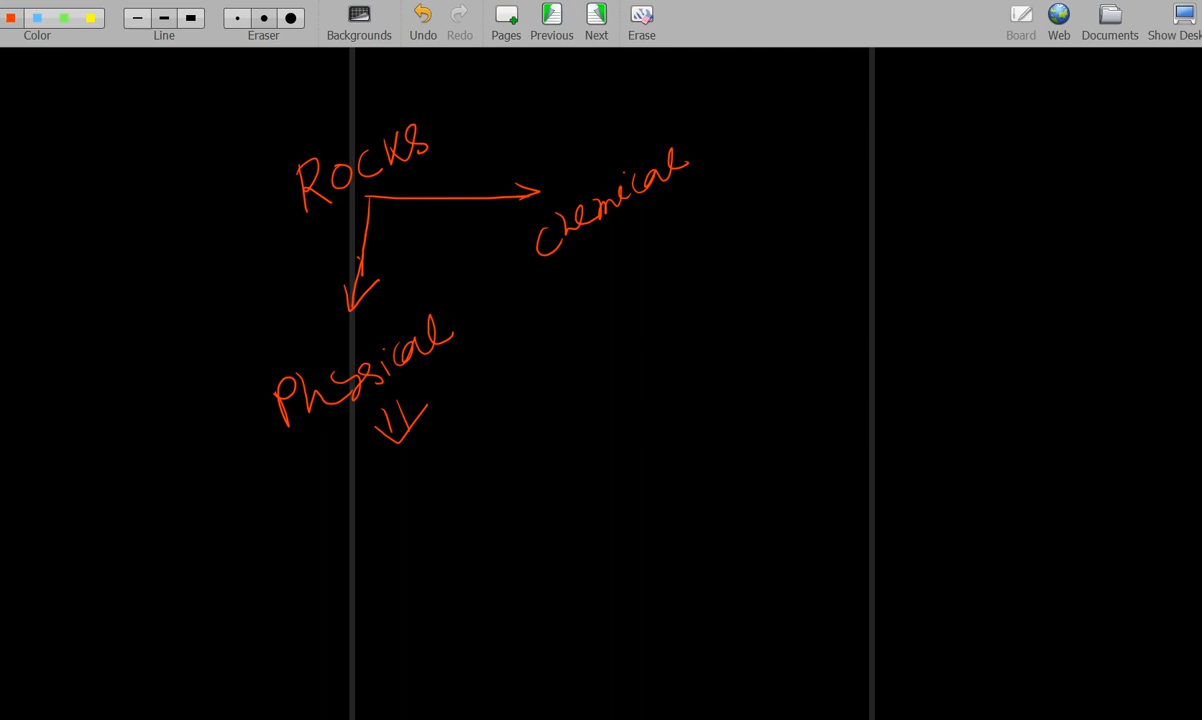 Color
Line
Eraser
Backgrounds
Undo
Redo
Pages
Previous
Next
Erase
Board
Web
Documents
Show Desk
Rocks
Chemical
Physical